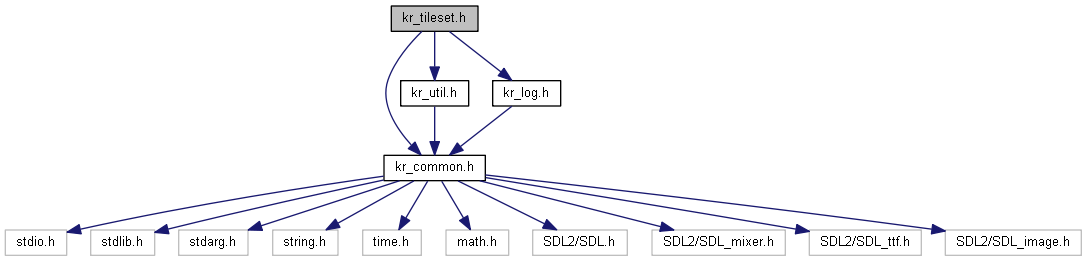 kr_tileset.h
kr_util.h
kr_log.h
kr_common.h
stdio.h
stdlib.h
stdarg.h
string.h
time.h
math.h
SDL2/SDL.h
SDL2/SDL_mixer.h
SDL2/SDL_ttf.h
SDL2/SDL_image.h